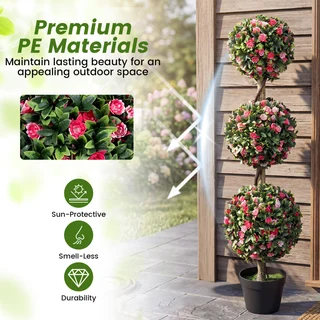 Premium
PE Materials
Maintain lasting beauty for an
appealing outdoor space
Sun-Protective
Smell-Less
Durability